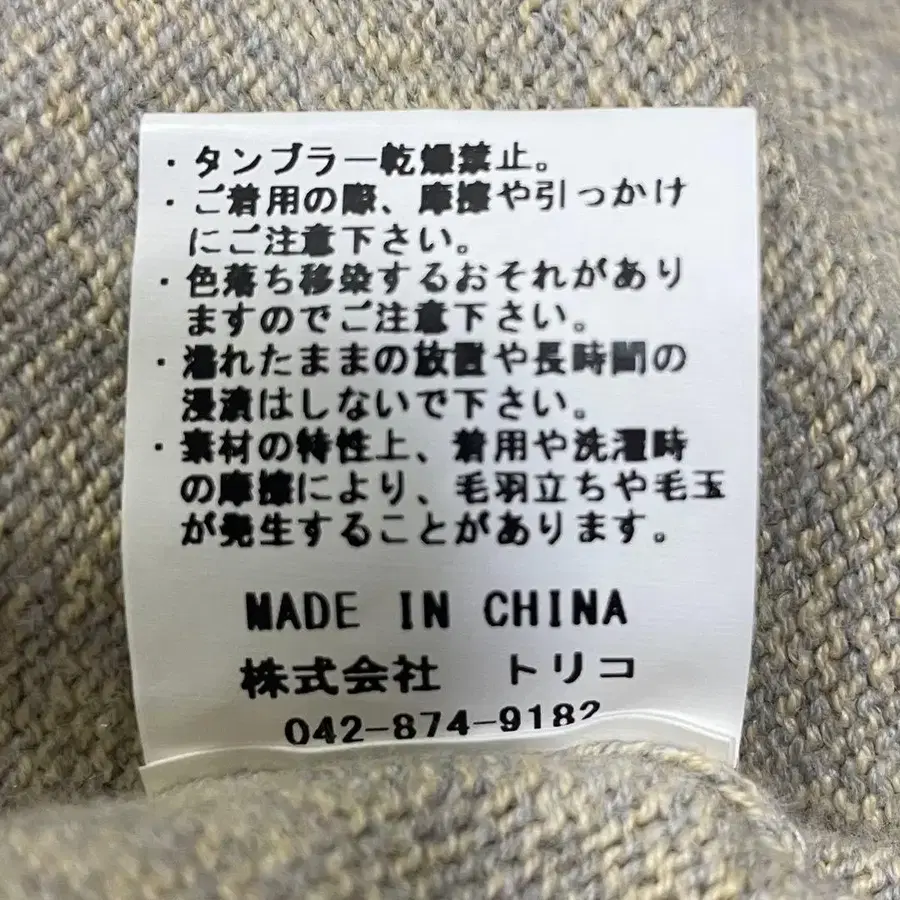 ・タンブラー乾燥禁止。
・ご着用の際、摩擦や引っかけ
にご注意下さい。
・色落ち移染するおそれがあり
ますのでご注意下さい。
・濡れたままの放置や長時間の
浸漬はしないで下さい。
・素材の特性上、着用や洗濯時
の摩擦により、毛羽立ちや毛玉
が発生することがあります。
MADE IN CHINA
株式会社 トリコ
042-874-9182